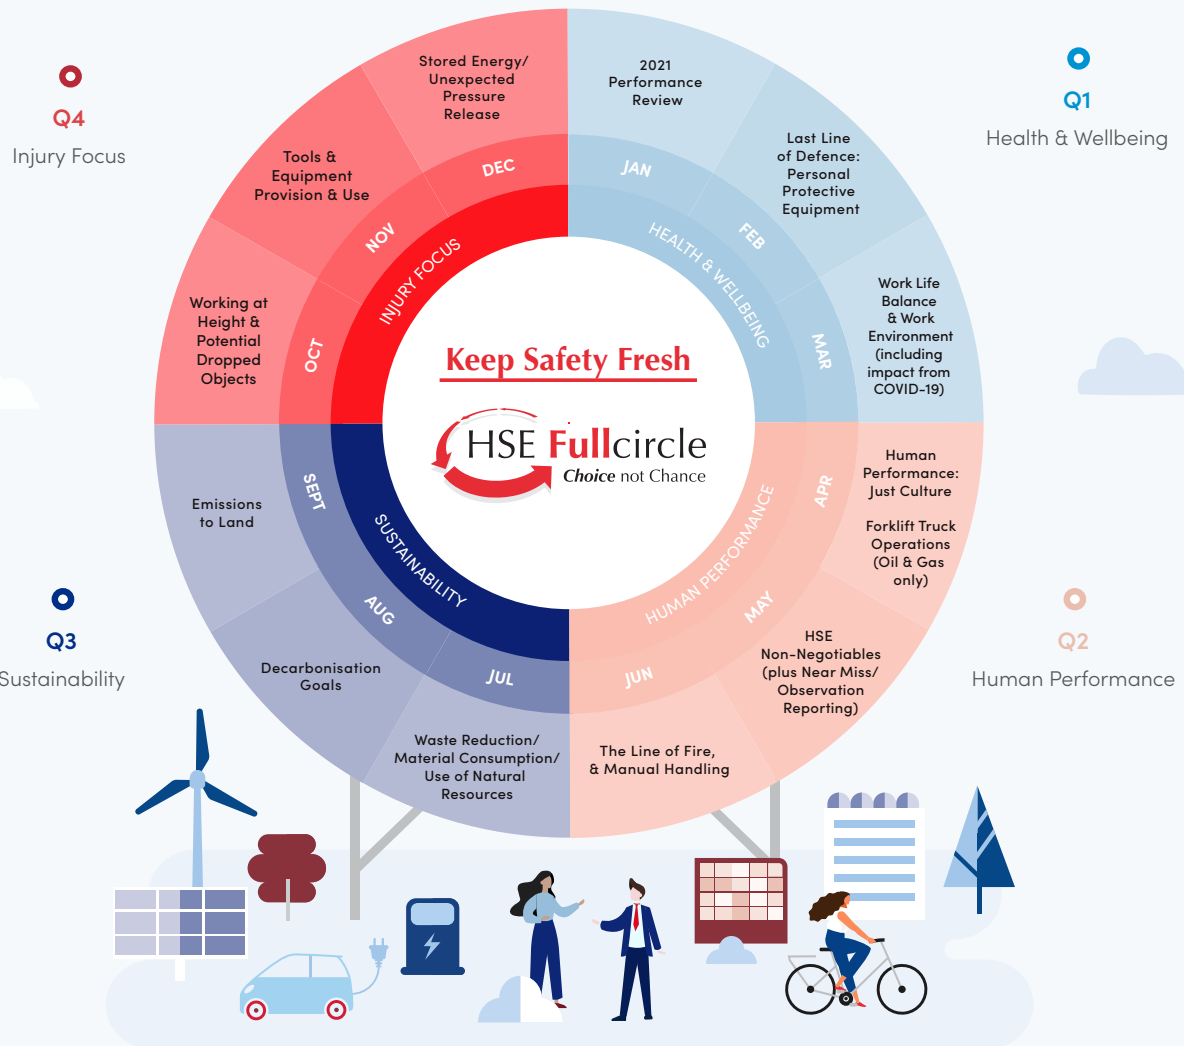 Q4
Injury Focus
Q1
Health & Wellbeing
Stored Energy/
Unexpected
Pressure
Release
DEC
2021
Performance
Review
JAN
Last Line
of Defence:
Personal
Protective
Equipment
FEB
Work Life
Balance
& Work
Environment
(including
impact from
COVID-19)
MAR
HEALTH & WELLBEING
Tools &
Equipment
Provision & Use
NOV
Working at
Height &
Potential
Dropped
Objects
OCT
INJURY FOCUS
Keep Safety Fresh
HSE Fullcircle
Choice not Chance
Human
Performance:
Just Culture
Forklift Truck
Operations
(Oil & Gas
only)
APR
HSE
Non-Negotiables
(plus Near Miss/
Observation
Reporting)
MAY
The Line of Fire,
& Manual Handling
JUN
HUMAN PERFORMANCE
Waste Reduction/
Material Consumption/
Use of Natural
Resources
JUL
Decarbonisation
Goals
AUG
Emissions
to Land
SEPT
SUSTAINABILITY
Q3
Sustainability
Q2
Human Performance